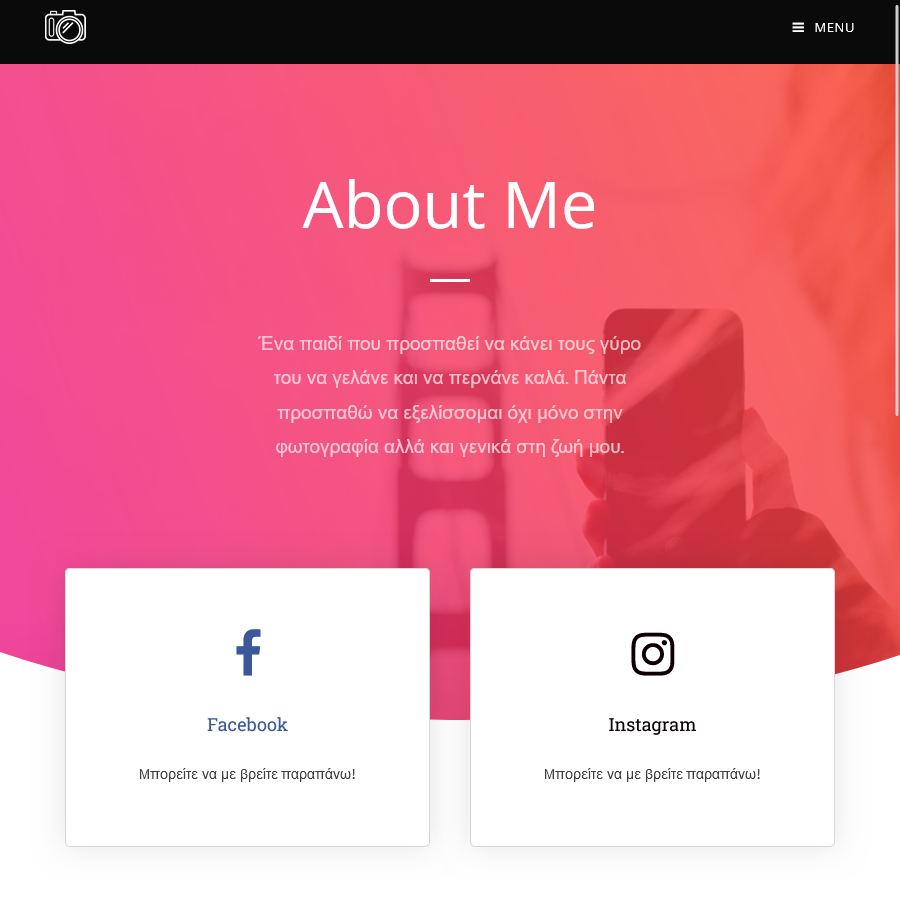 MENU
About Me
Ένα παιδί που προσπαθεί να κάνει τους γύρο
του να γελάνε και να περνάνε καλά. Πάντα
προσπαθώ να εξελίσσομαι όχι μόνο στην
φωτογραφία αλλά και γενικά στη ζωή μου.
Facebook
Μπορείτε να με βρείτε παραπάνω!
Instagram
Μπορείτε να με βρείτε παραπάνω!